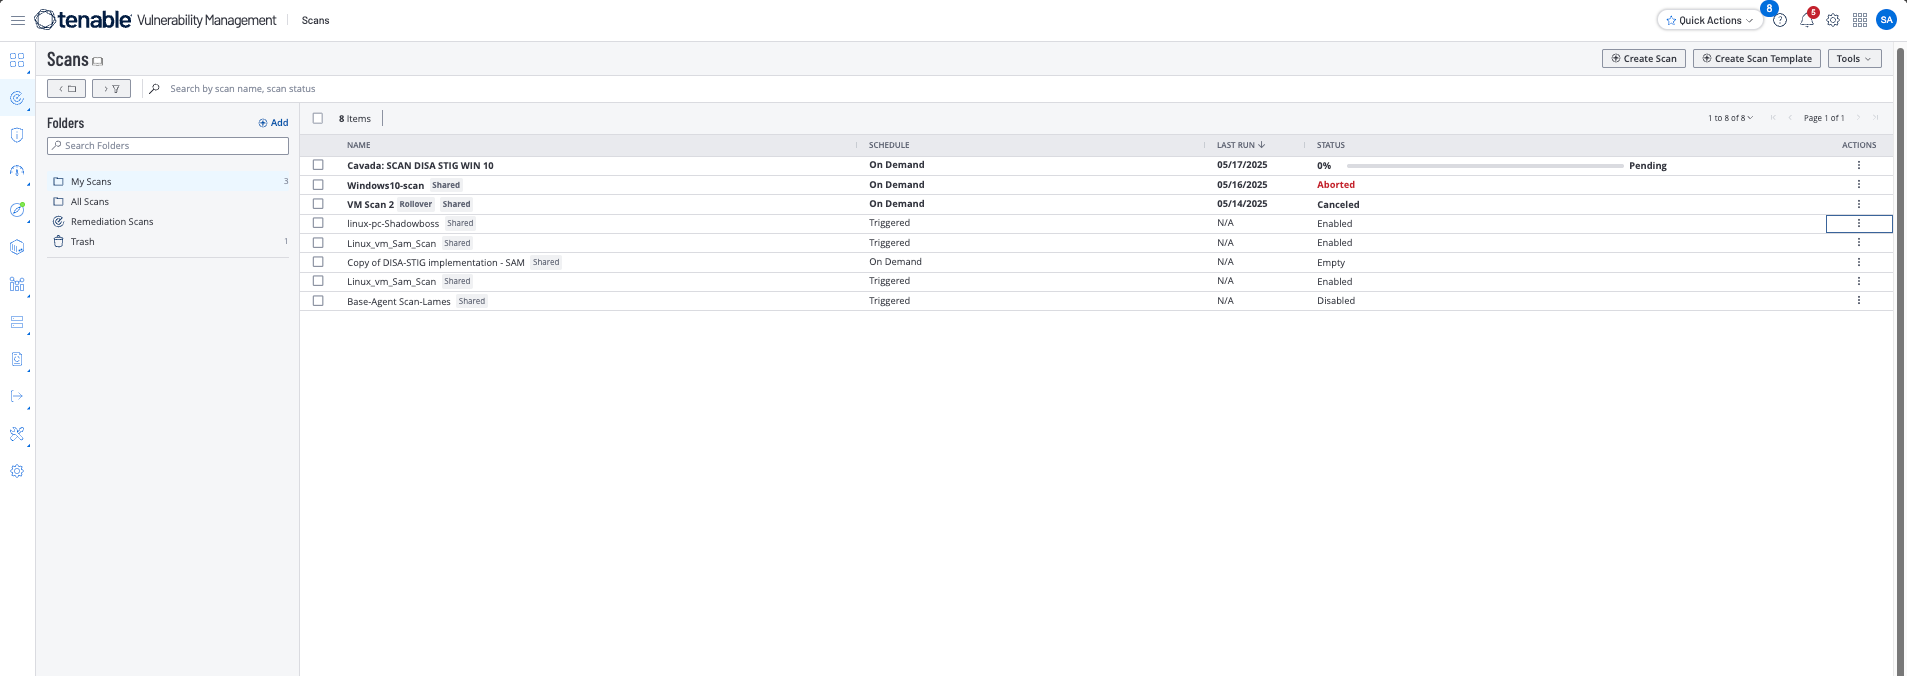 tenable Vulnerability Management Scans Quick Actions 8 ? 5 SA
Scans Create Scan Create Scan Template Tools
Search by scan name, scan status
Folders Add
Search Folders
My Scans 3
All Scans
Remediation Scans
Trash 1
8 Items 1 to 8 of 8 Page 1 of 1
NAME SCHEDULE LAST RUN STATUS ACTIONS
Cavada: SCAN DISA STIG WIN 10 On Demand 05/17/2025 0% Pending
Windows10-scan Shared On Demand 05/16/2025 Aborted
VM Scan 2 Rollover Shared On Demand 05/14/2025 Canceled
linux-pc-Shadowboss Shared Triggered N/A Enabled
Linux_vm_Sam_Scan Shared Triggered N/A Enabled
Copy of DISA-STIG implementation - SAM Shared On Demand N/A Empty
Linux_vm_Sam_Scan Shared Triggered N/A Enabled
Base-Agent Scan-Lames Shared Triggered N/A Disabled